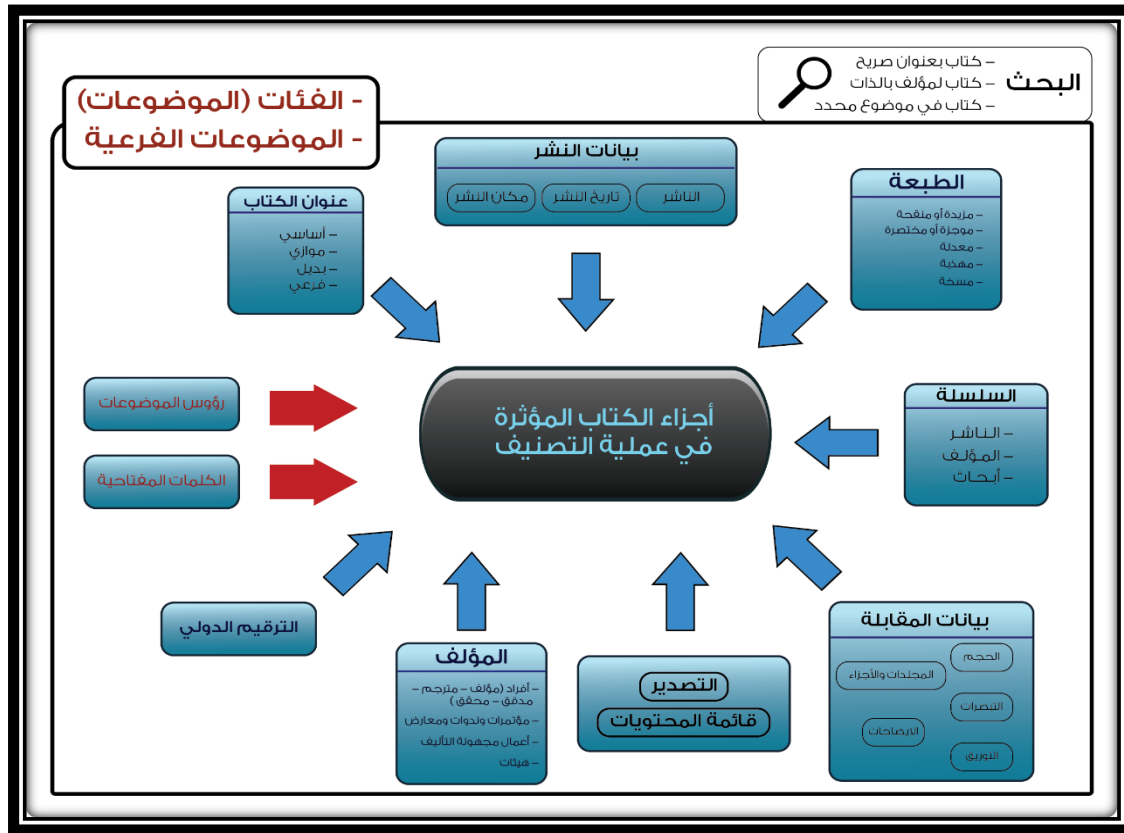 البحث
- كتاب بعنوان صريح
- كتاب لمؤلف بالذات
- كتاب في موضوع محدد
- الفئات (الموضوعات)
- الموضوعات الفرعية
بيانات النشر
الناشر
تاريخ النشر
مكان النشر
الطبعة
- مزيدة أو منقحة
- موجزة أو مختصرة
- معدلة
- مهذبة
- مسخة
عنوان الكتاب
- أساسي
- موازي
- بديل
- فرعي
أجزاء الكتاب المؤثرة
في عملية التصنيف
السلسلة
- الناشر
- المؤلف
- أبحاث
رؤوس الموضوعات
الكلمات المفتاحية
الترقيم الدولي
بيانات المقابلة
الحجم
المجلدات والأجزاء
التبصرات
الايضاحات
التوريق
التصدير
قائمة المحتويات
المؤلف
- أفراد (مؤلف - مترجم -
مدقق - محقق )
- مؤتمرات وندوات ومعارض
- أعمال مجهولة التأليف
- هيئات